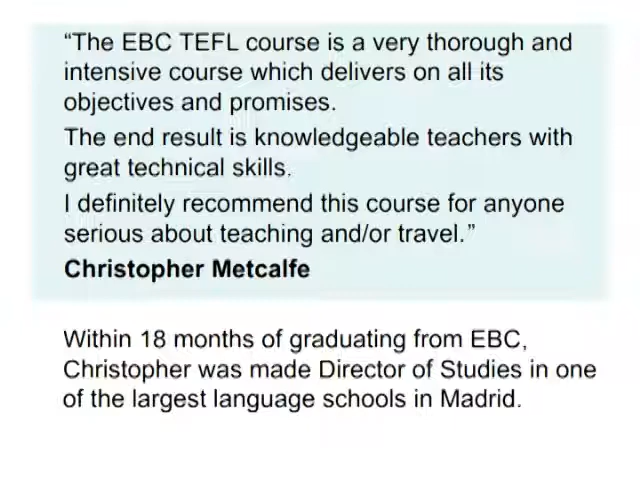 “The EBC TEFL course is a very thorough and
intensive course which delivers on all its
objectives and promises.
The end result is knowledgeable teachers with
great technical skills.
I definitely recommend this course for anyone
serious about teaching and/or travel.”
Christopher Metcalfe
Within 18 months of graduating from EBC,
Christopher was made Director of Studies in one
of the largest language schools in Madrid.